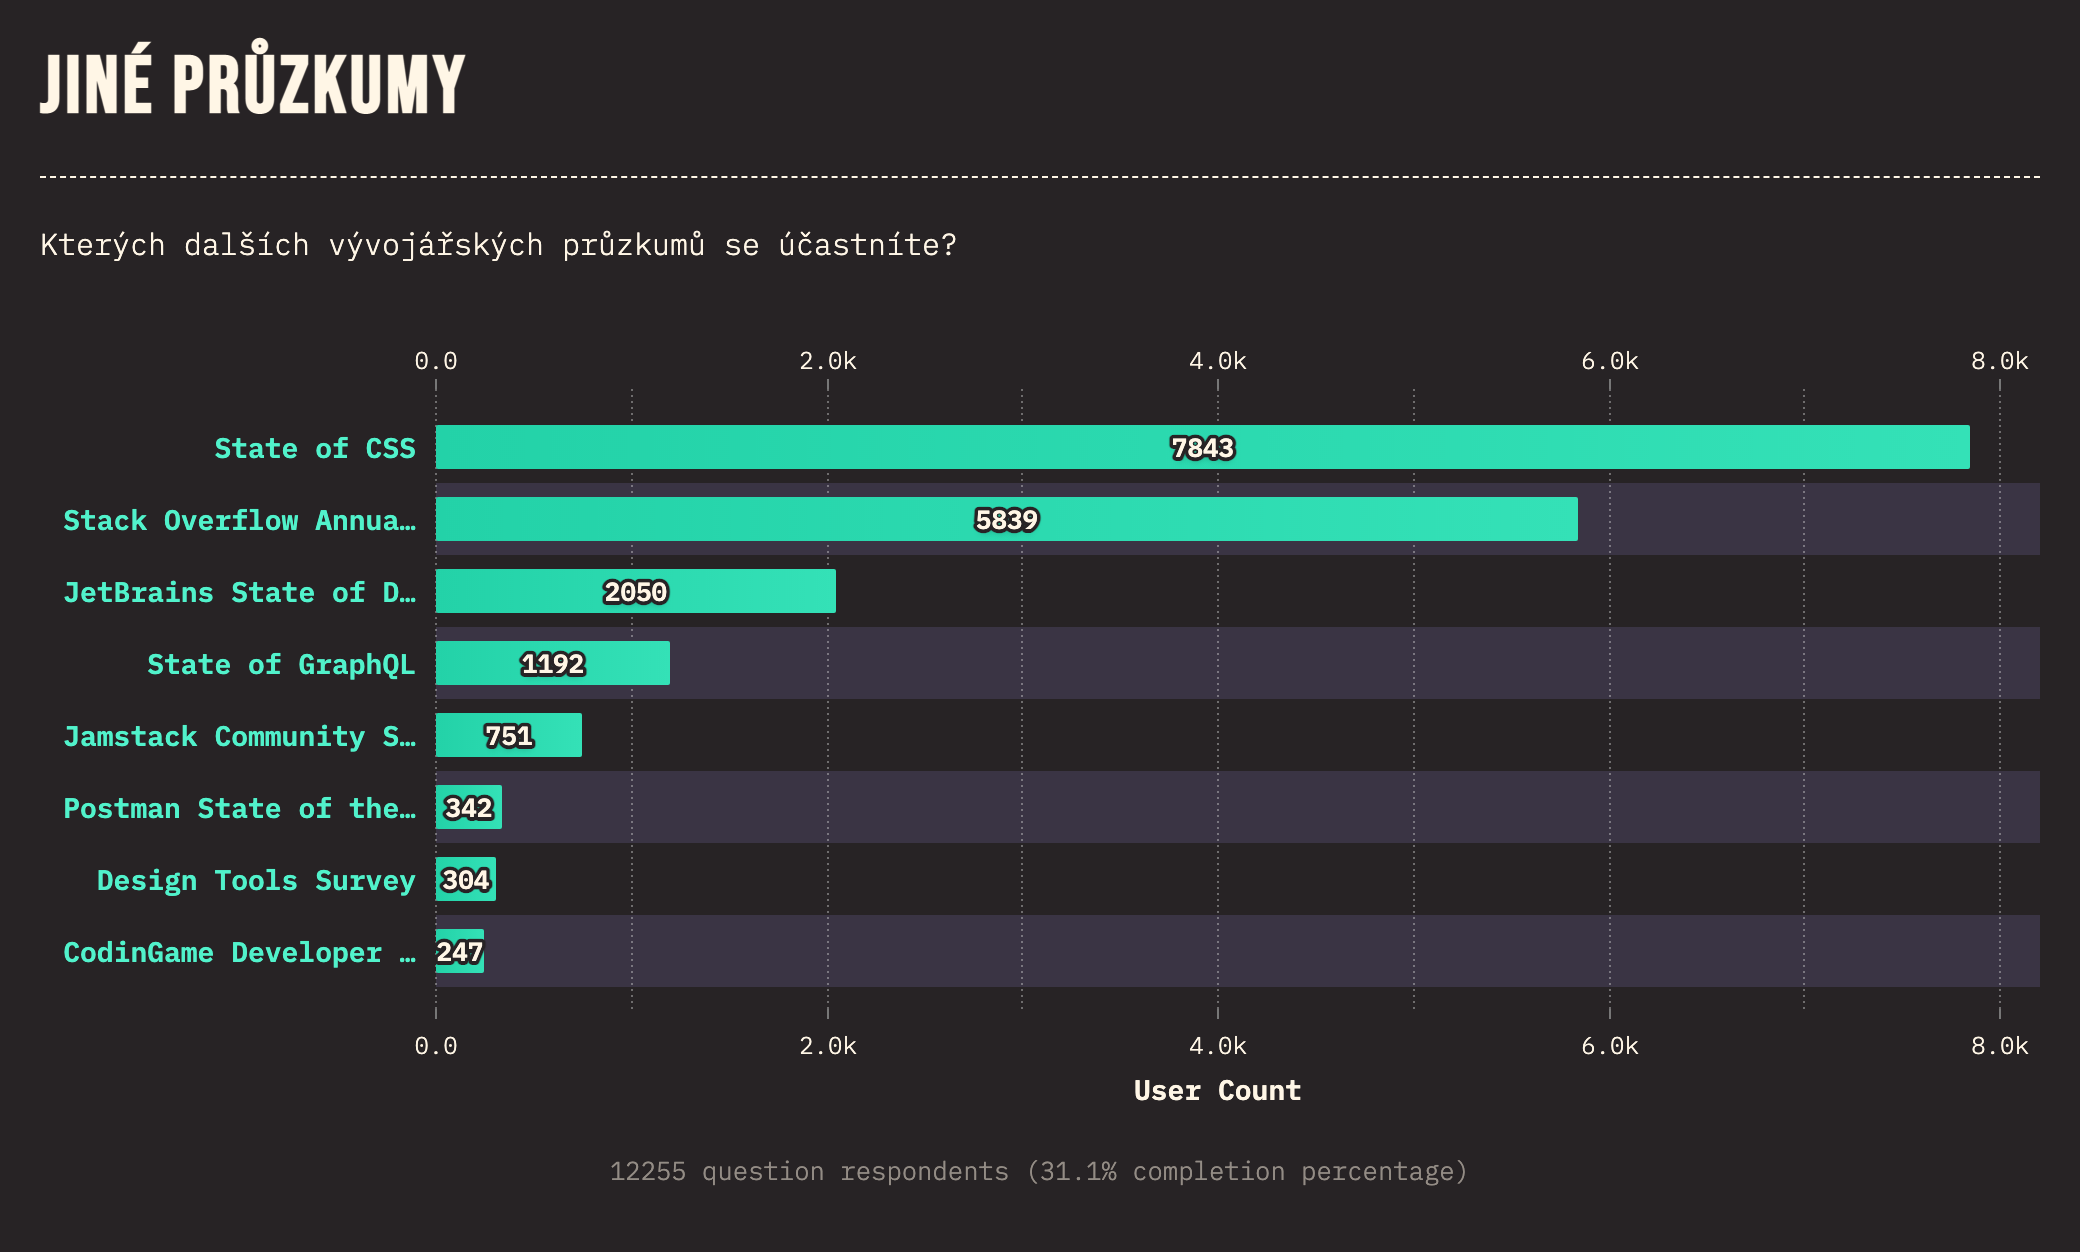 JINÉ PRŮZKUMY
Kterých dalších vývojářských průzkumů se účastníte?
0.0 2.0k 4.0k 6.0k 8.0k
State of CSS 7843
Stack Overflow Annua… 5839
JetBrains State of D… 2050
State of GraphQL 1192
Jamstack Community S… 751
Postman State of the… 342
Design Tools Survey 304
CodinGame Developer … 247
0.0 2.0k 4.0k 6.0k 8.0k
User Count
12255 question respondents (31.1% completion percentage)